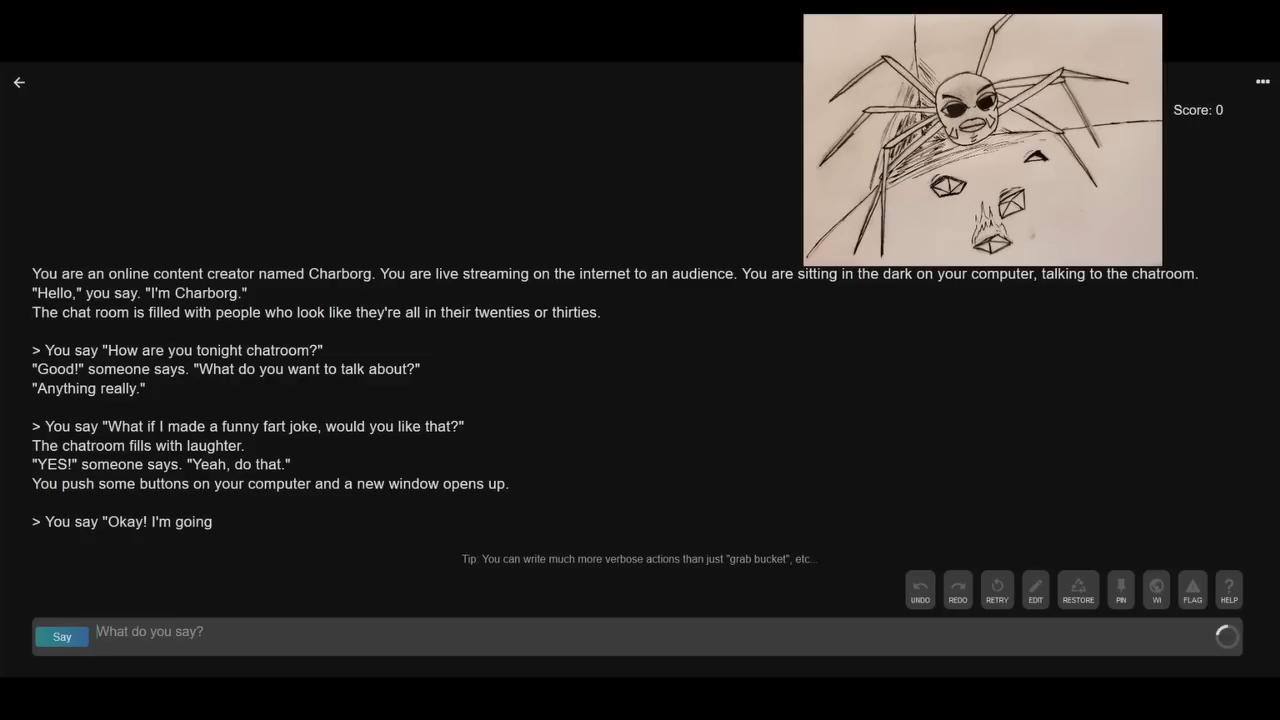 Score: 0
You are an online content creator named Charborg. You are live streaming on the internet to an audience. You are sitting in the dark on your computer, talking to the chatroom.
"Hello," you say. "I'm Charborg."
The chat room is filled with people who look like they're all in their twenties or thirties.
> You say "How are you tonight chatroom?"
"Good!" someone says. "What do you want to talk about?"
"Anything really."
> You say "What if I made a funny fart joke, would you like that?"
The chatroom fills with laughter.
"YES!" someone says. "Yeah, do that."
You push some buttons on your computer and a new window opens up.
> You say "Okay! I'm going
Tip: You can write much more verbose actions than just "grab bucket", etc...
UNDO REDO RETRY EDIT RESTORE PIN WI FLAG HELP
Say What do you say?